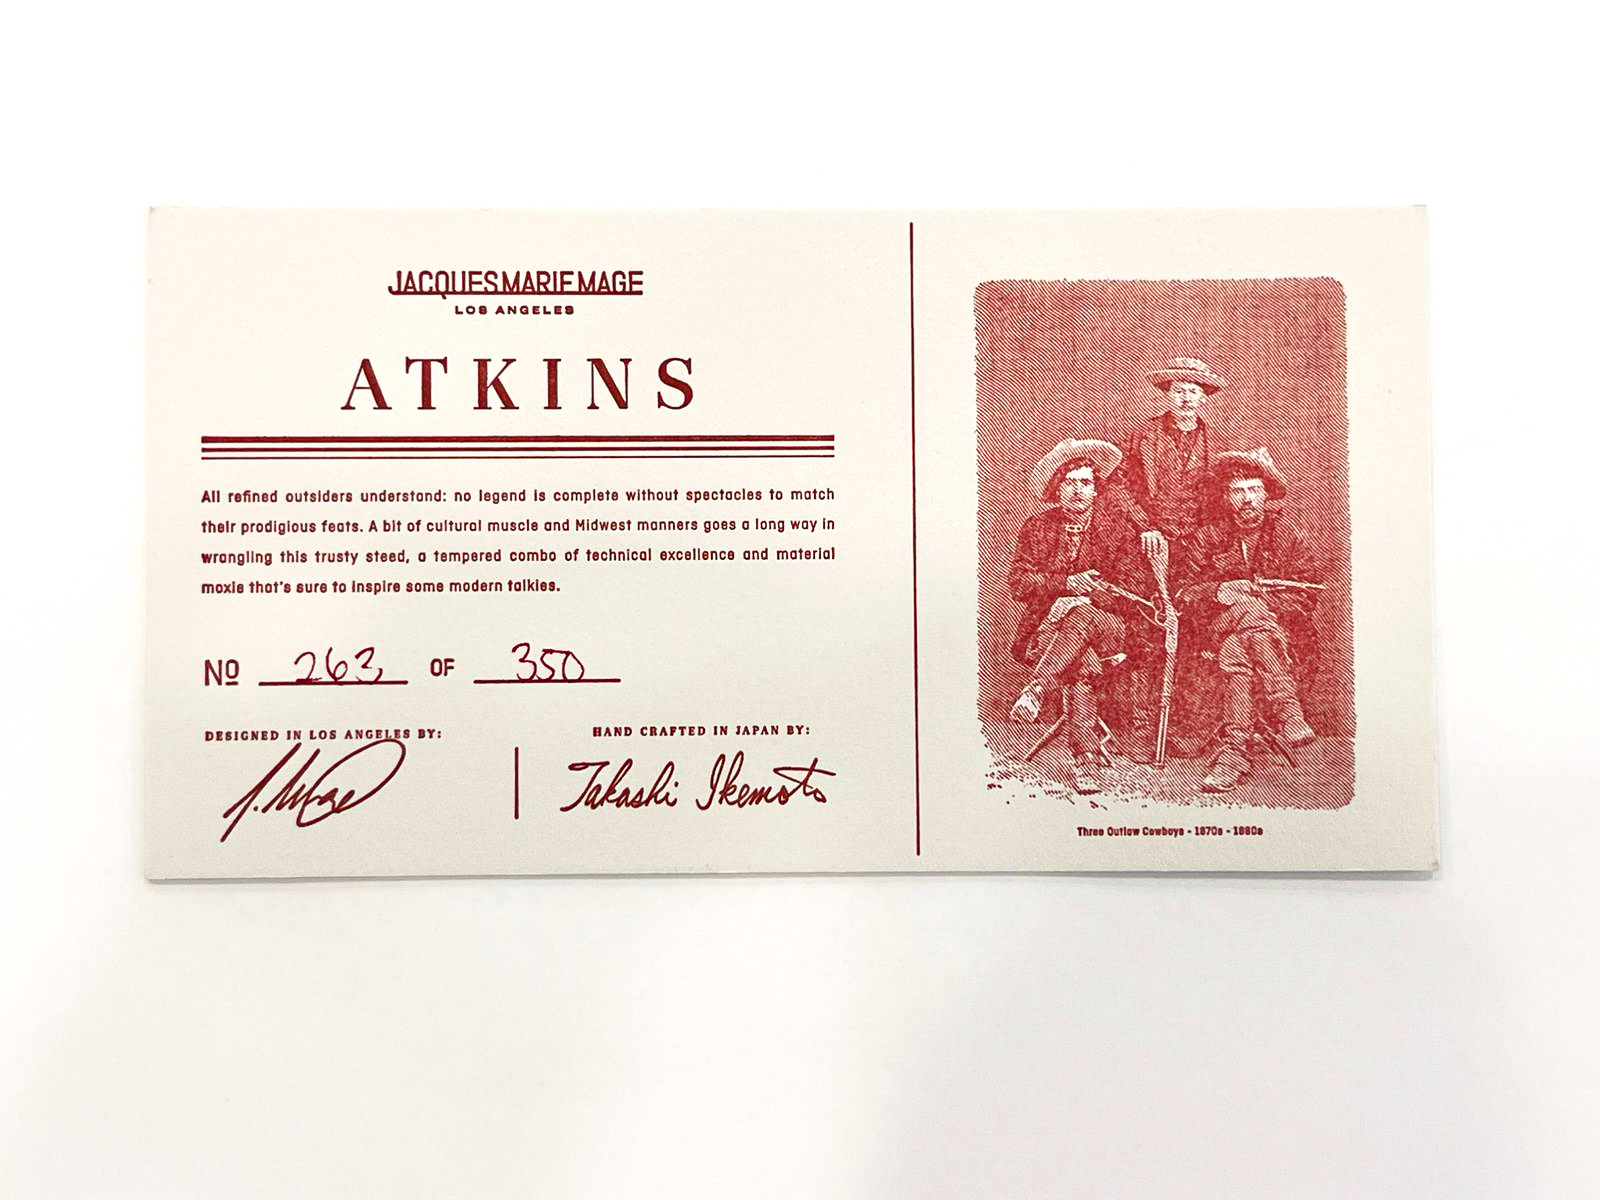 JACQUESMARIEMAGE
LOS ANGELES
ATKINS
All refined outsiders understand: no legend is complete without spectacles to match
their prodigious feats. A bit of cultural muscle and Midwest manners goes a long way in
wrangling this trusty steed, a tempered combo of technical excellence and material
moxie that's sure to inspire some modern talkies.
Nº 263 OF 350
DESIGNED IN LOS ANGELES BY:
J. Mage
HAND CRAFTED IN JAPAN BY:
Takashi Ikemoto
Three Outlaw Cowboys - 1870s - 1880s